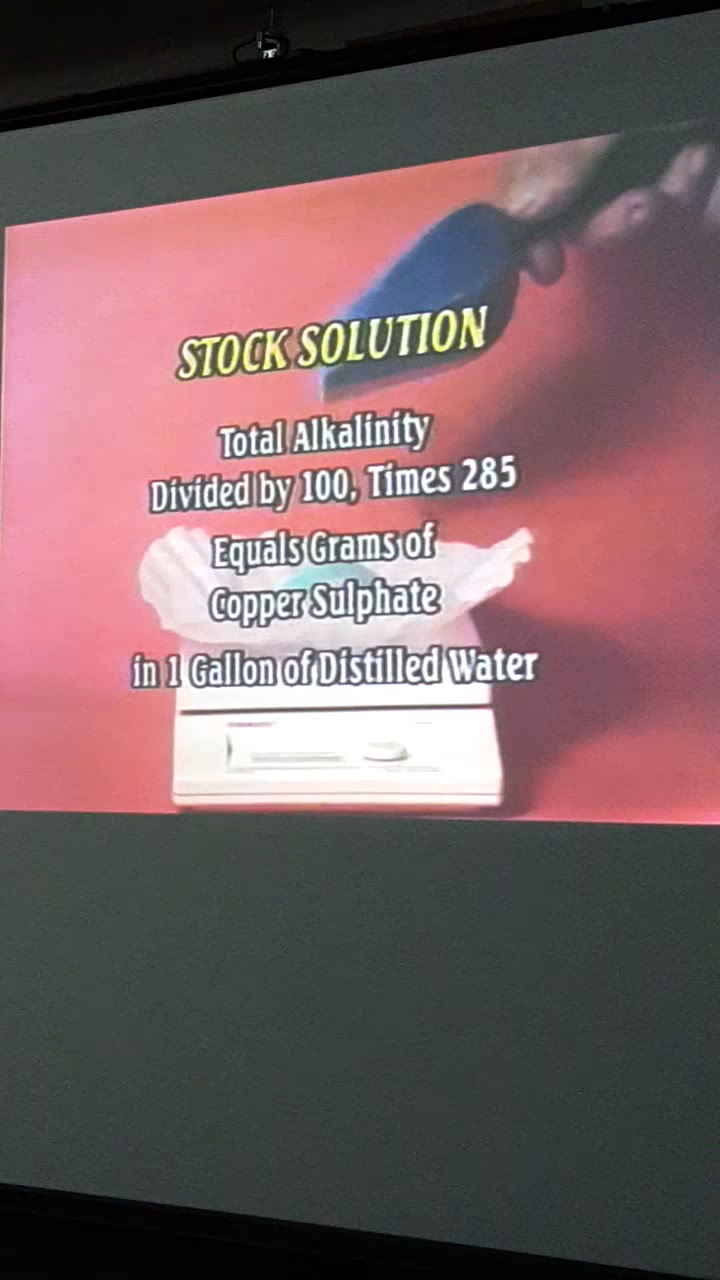 STOCK SOLUTION
Total Alkalinity
Divided by 100, Times 285
Equals Grams of
Copper Sulphate
in 1 Gallon of Distilled Water